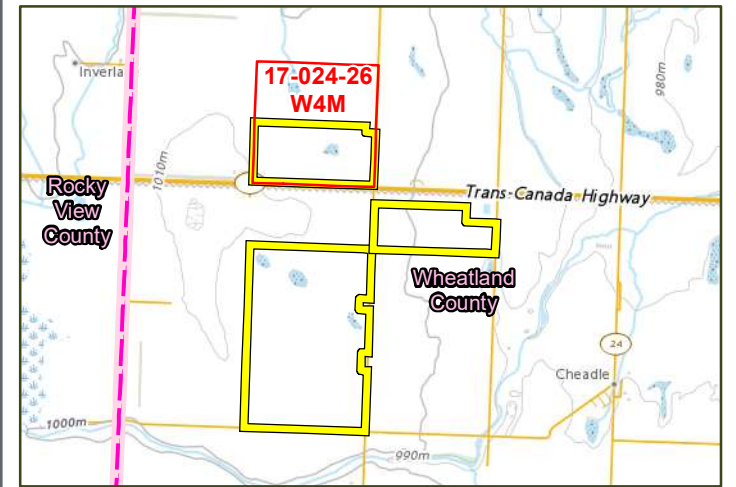 Inverla
17-024-26
W4M
980m
1010m
Rocky
View
County
Trans-Canada Highway
Wheatland
County
24
Cheadle
1000m
990m